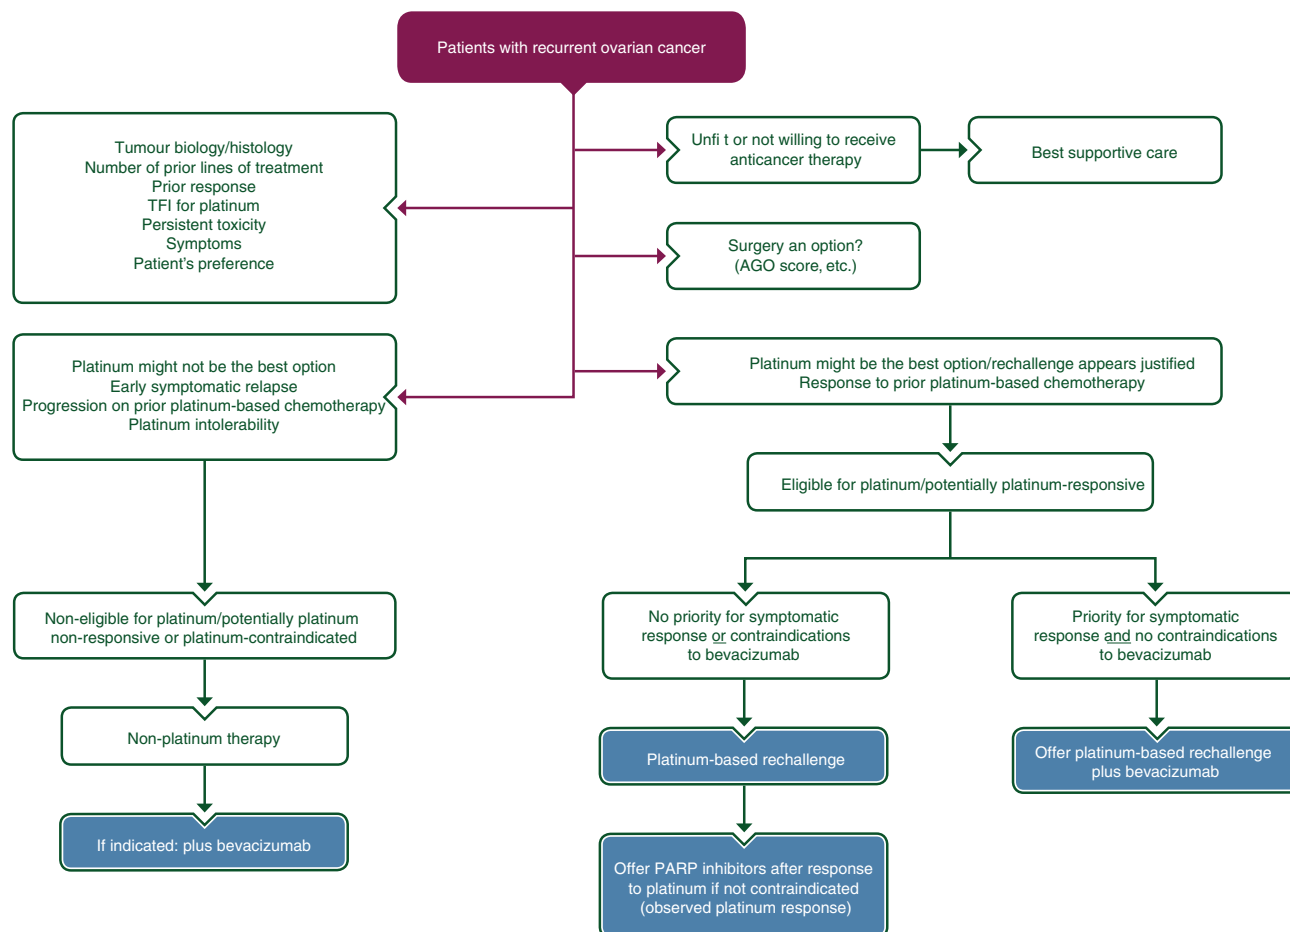 Patients with recurrent ovarian cancer
Tumour biology/histology
Number of prior lines of treatment
Prior response
TFI for platinum
Persistent toxicity
Symptoms
Patient's preference
Unfi t or not willing to receive
anticancer therapy
Best supportive care
Surgery an option?
(AGO score, etc.)
Platinum might not be the best option
Early symptomatic relapse
Progression on prior platinum-based chemotherapy
Platinum intolerability
Platinum might be the best option/rechallenge appears justified
Response to prior platinum-based chemotherapy
Eligible for platinum/potentially platinum-responsive
Non-eligible for platinum/potentially platinum
non-responsive or platinum-contraindicated
No priority for symptomatic
response or contraindications
to bevacizumab
Priority for symptomatic
response and no contraindications
to bevacizumab
Non-platinum therapy
Platinum-based rechallenge
Offer platinum-based rechallenge
plus bevacizumab
If indicated: plus bevacizumab
Offer PARP inhibitors after response
to platinum if not contraindicated
(observed platinum response)